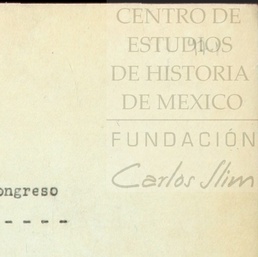 CENTRO DE
ESTUDIOS
DE HISTORIA
DE MEXICO
FUNDACIÓN
Carlos Slim
ongreso
- - - -